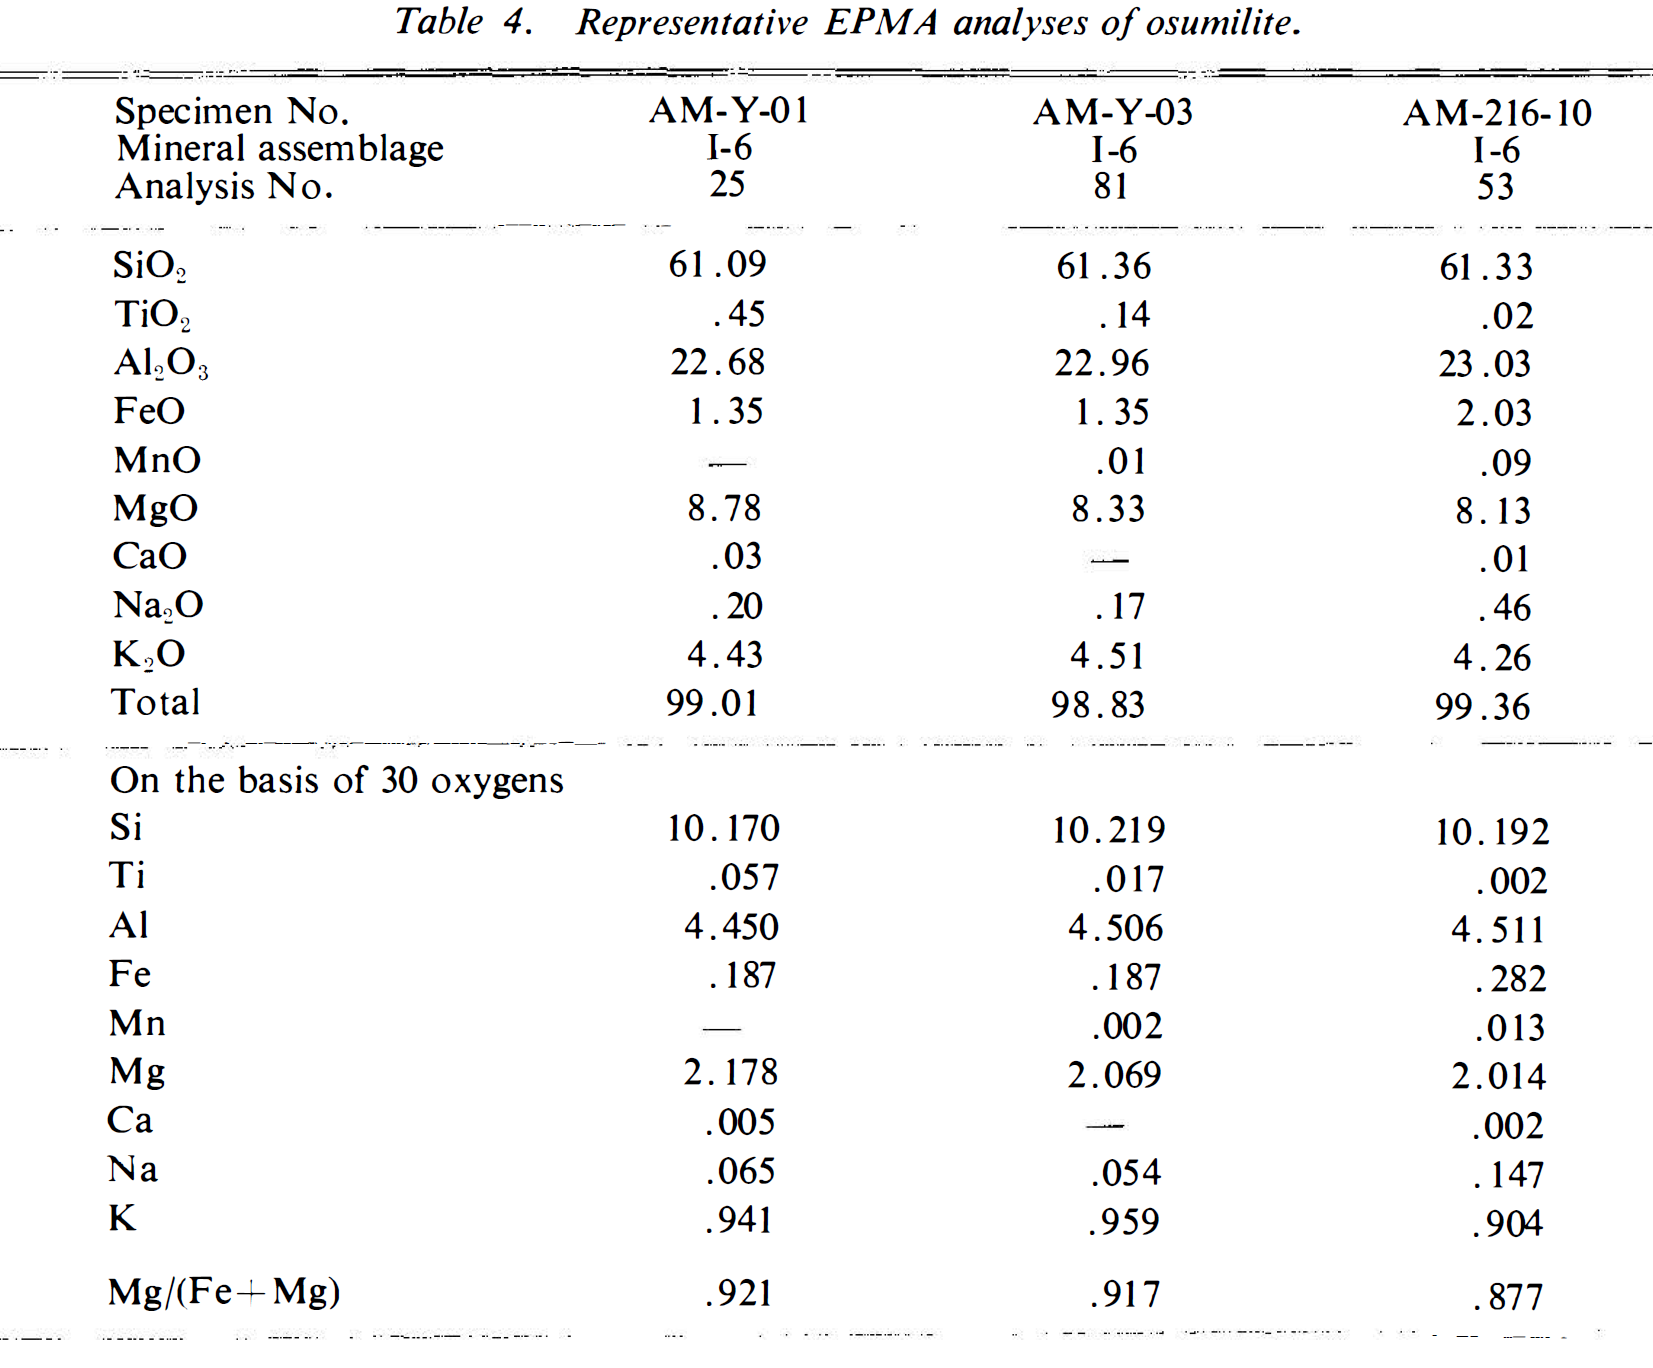 Table 4. Representative EPMA analyses of osumilite.
Specimen No. AM-Y-01 AM-Y-03 AM-216-10
Mineral assemblage I-6 I-6 I-6
Analysis No. 25 81 53
SiO₂ 61.09 61.36 61.33
TiO₂ .45 .14 .02
Al₂O₃ 22.68 22.96 23.03
FeO 1.35 1.35 2.03
MnO — .01 .09
MgO 8.78 8.33 8.13
CaO .03 — .01
Na₂O .20 .17 .46
K₂O 4.43 4.51 4.26
Total 99.01 98.83 99.36
On the basis of 30 oxygens
Si 10.170 10.219 10.192
Ti .057 .017 .002
Al 4.450 4.506 4.511
Fe .187 .187 .282
Mn — .002 .013
Mg 2.178 2.069 2.014
Ca .005 — .002
Na .065 .054 .147
K .941 .959 .904
Mg/(Fe+Mg) .921 .917 .877